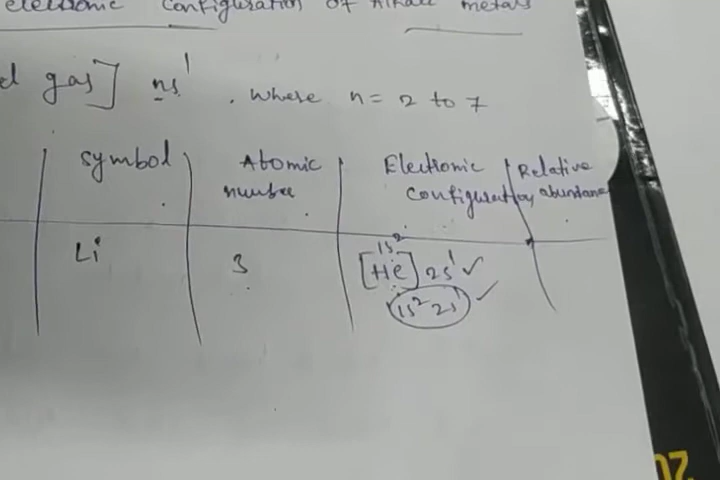 electronic configuration of Alkali metals
gas] ns¹ . where n = 2 to 7
symbol Atomic number Electronic configuration Relative abundance
Li 3 1s²
[He] 2s¹ ✓
1s² 2s¹ ✓